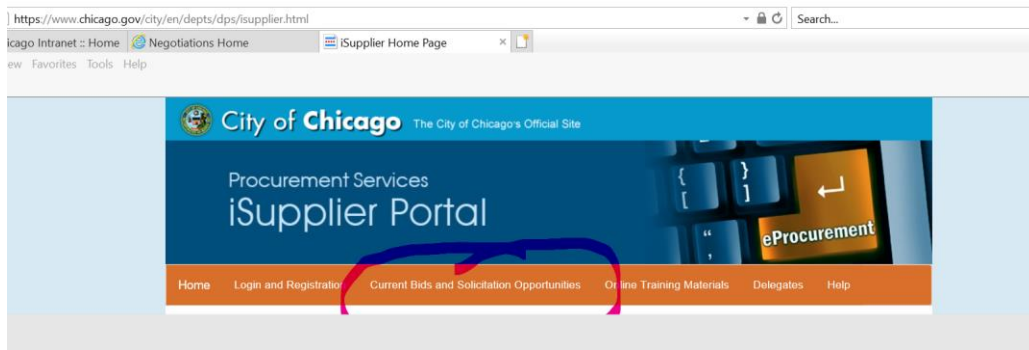 https://www.chicago.gov/city/en/depts/dps/isupplier.html Search...
icago Intranet :: Home Negotiations Home iSupplier Home Page
ew Favorites Tools Help
City of Chicago The City of Chicago's Official Site
Procurement Services
iSupplier Portal
{ [ } ] " ,
eProcurement
Home Login and Registration Current Bids and Solicitation Opportunities Online Training Materials Delegates Help